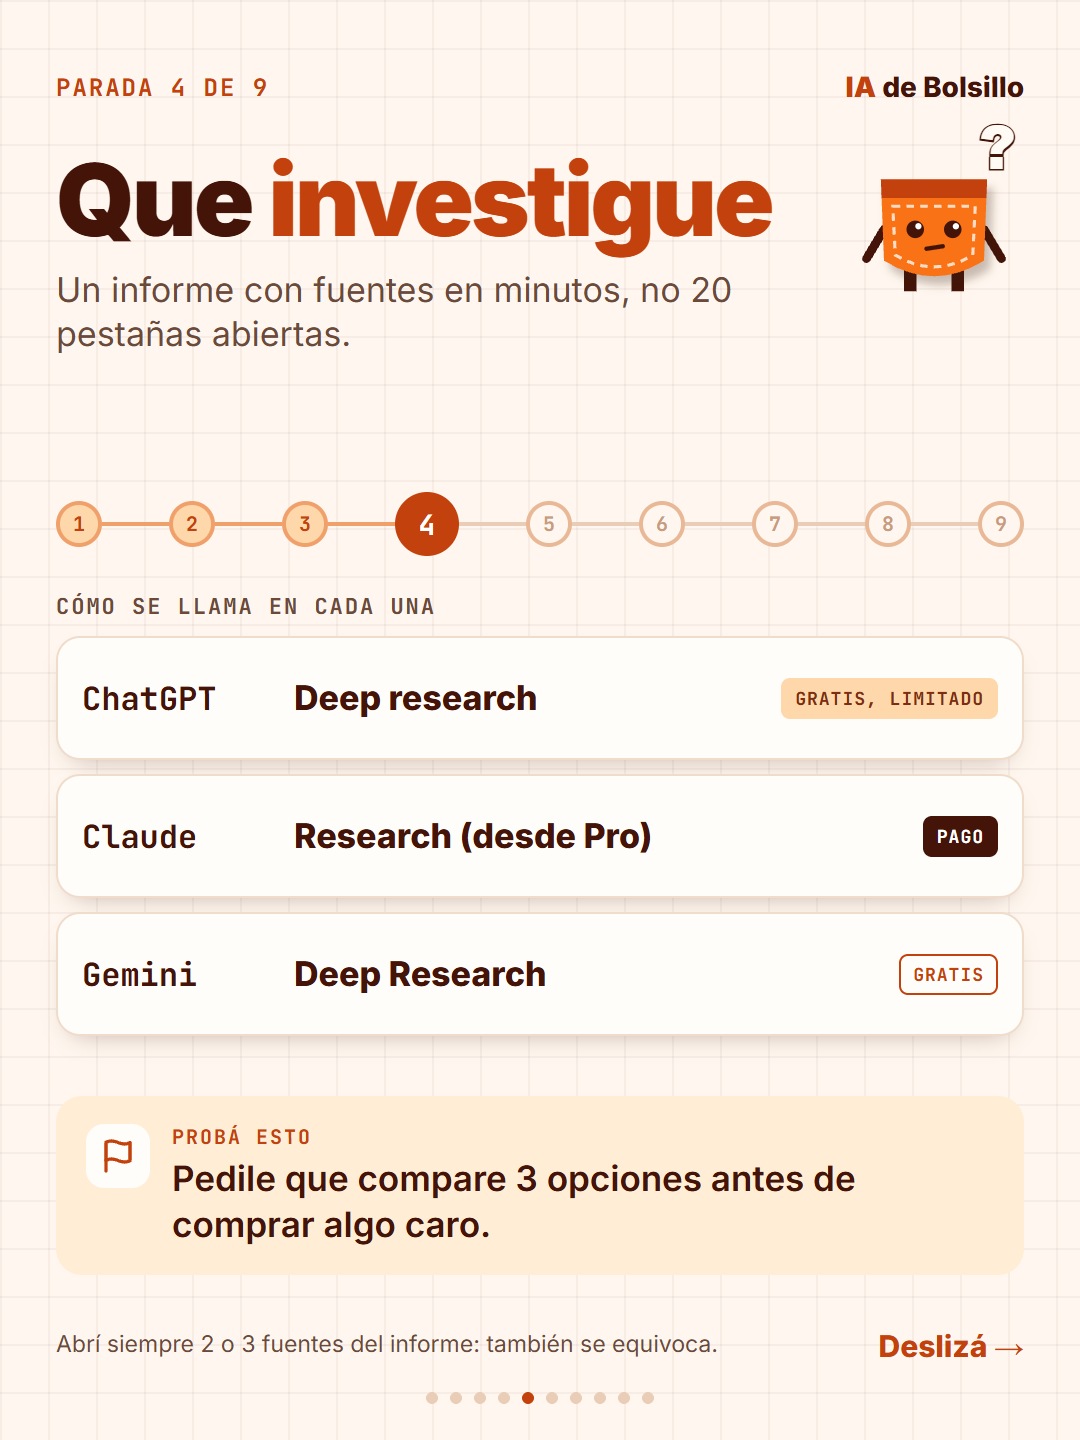 PARADA 4 DE 9
IA de Bolsillo
?
Que investigue
Un informe con fuentes en minutos, no 20
pestañas abiertas.
1 2 3 4 5 6 7 8 9
CÓMO SE LLAMA EN CADA UNA
ChatGPT Deep research GRATIS, LIMITADO
Claude Research (desde Pro) PAGO
Gemini Deep Research GRATIS
PROBÁ ESTO
Pedile que compare 3 opciones antes de
comprar algo caro.
Abrí siempre 2 o 3 fuentes del informe: también se equivoca.
Deslizá →